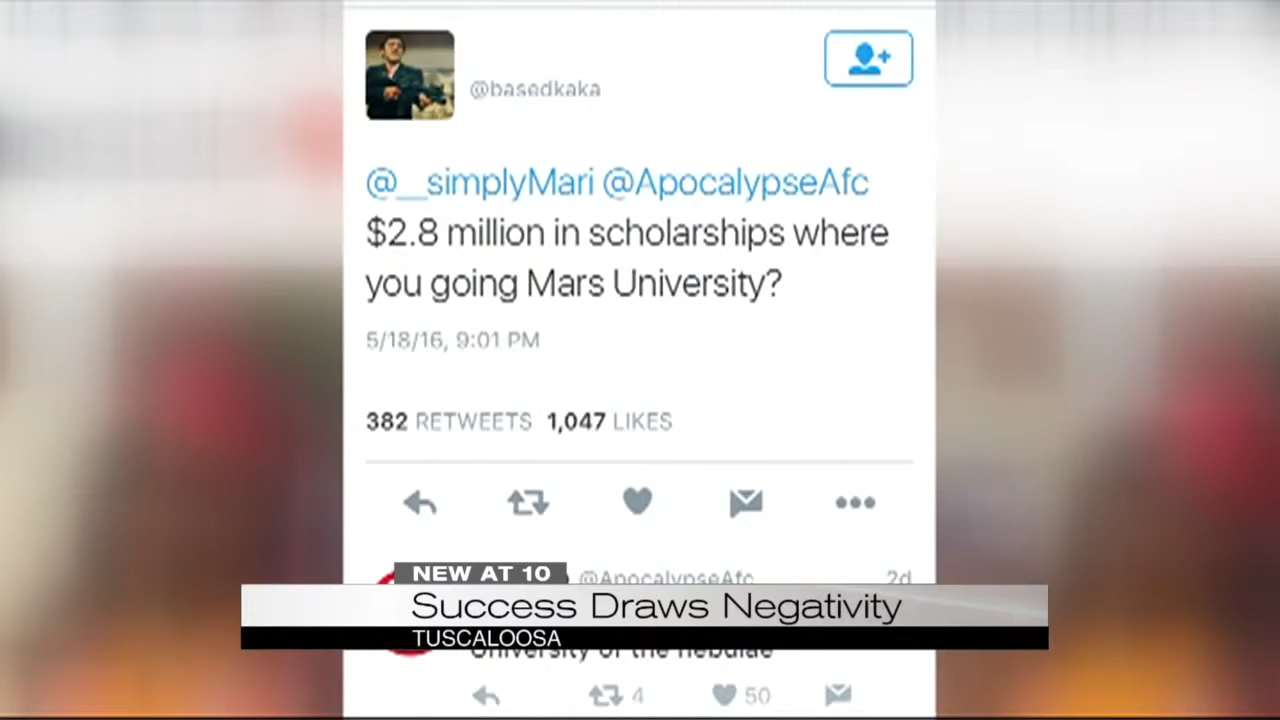 @basedkaka
@__simplyMari @ApocalypseAfc
$2.8 million in scholarships where
you going Mars University?
5/18/16, 9:01 PM
382 RETWEETS 1,047 LIKES
@ApocalypseAfc 2d
NEW AT 10
Success Draws Negativity
TUSCALOOSA
University of the nebulae
4 50